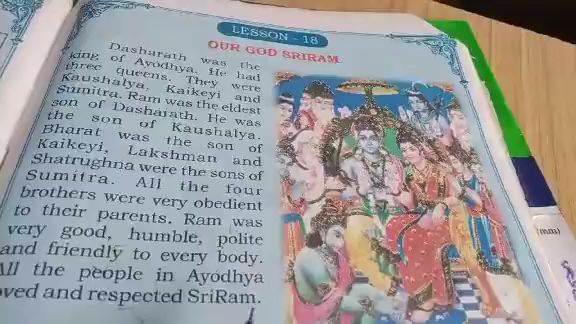 LESSON - 18
OUR GOD SRIRAM
Dasharath was the
king of Ayodhya. He had
three queens. They were
Kaushalya, Kaikeyi and
Sumitra. Ram was the eldest
son of Dasharath. He was
the son of Kaushalya.
Bharat was the son of
Kaikeyi, Lakshman and
Shatrughna were the sons of
Sumitra. All the four
brothers were very obedient
to their parents. Ram was
very good, humble, polite
and friendly to every body.
All the people in Ayodhya
oved and respected SriRam.
(mm)